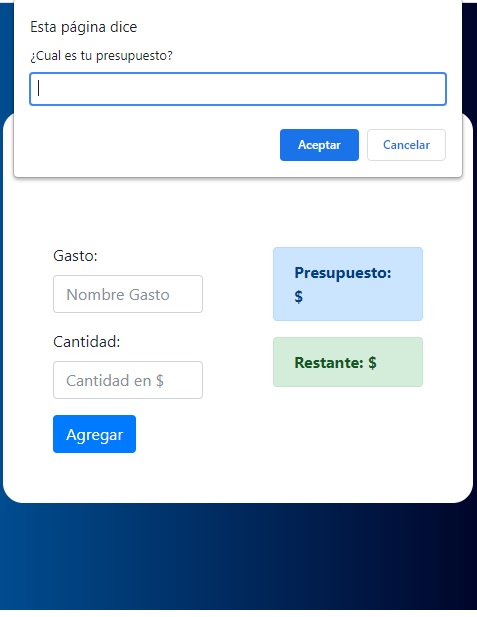 Esta página dice
¿Cual es tu presupuesto?
Aceptar
Cancelar
Gasto:
Nombre Gasto
Cantidad:
Cantidad en $
Agregar
Presupuesto:
$
Restante: $